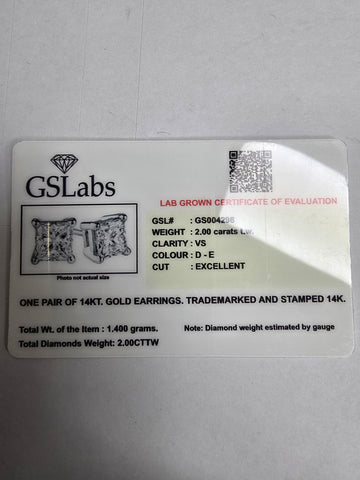 GSLabs
Photo not actual size
LAB GROWN CERTIFICATE OF EVALUATION
GSL# : GS004298
WEIGHT : 2.00 carats t.w.
CLARITY : VS
COLOUR : D - E
CUT : EXCELLENT
ONE PAIR OF 14KT. GOLD EARRINGS. TRADEMARKED AND STAMPED 14K.
Total Wt. of the Item : 1.400 grams.
Note: Diamond weight estimated by gauge
Total Diamonds Weight: 2.00CTTW